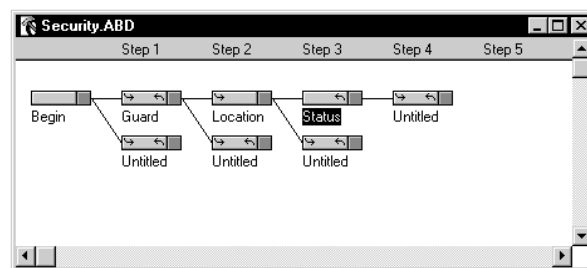 Security.ABD
Step 1 Step 2 Step 3 Step 4 Step 5
Begin Guard Location Status Untitled
Untitled Untitled Untitled